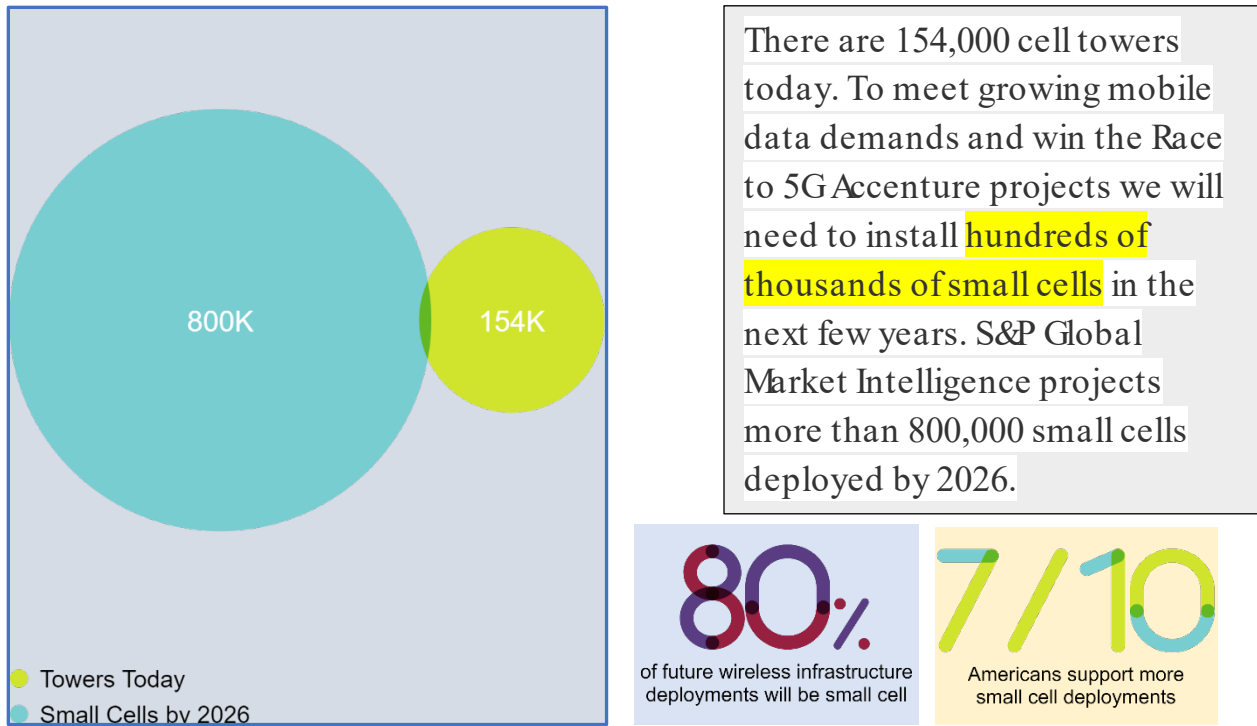 800K
154K
Towers Today
Small Cells by 2026
There are 154,000 cell towers
today. To meet growing mobile
data demands and win the Race
to 5G Accenture projects we will
need to install hundreds of
thousands of small cells in the
next few years. S&P Global
Market Intelligence projects
more than 800,000 small cells
deployed by 2026.
80%
of future wireless infrastructure
deployments will be small cell
7/10
Americans support more
small cell deployments